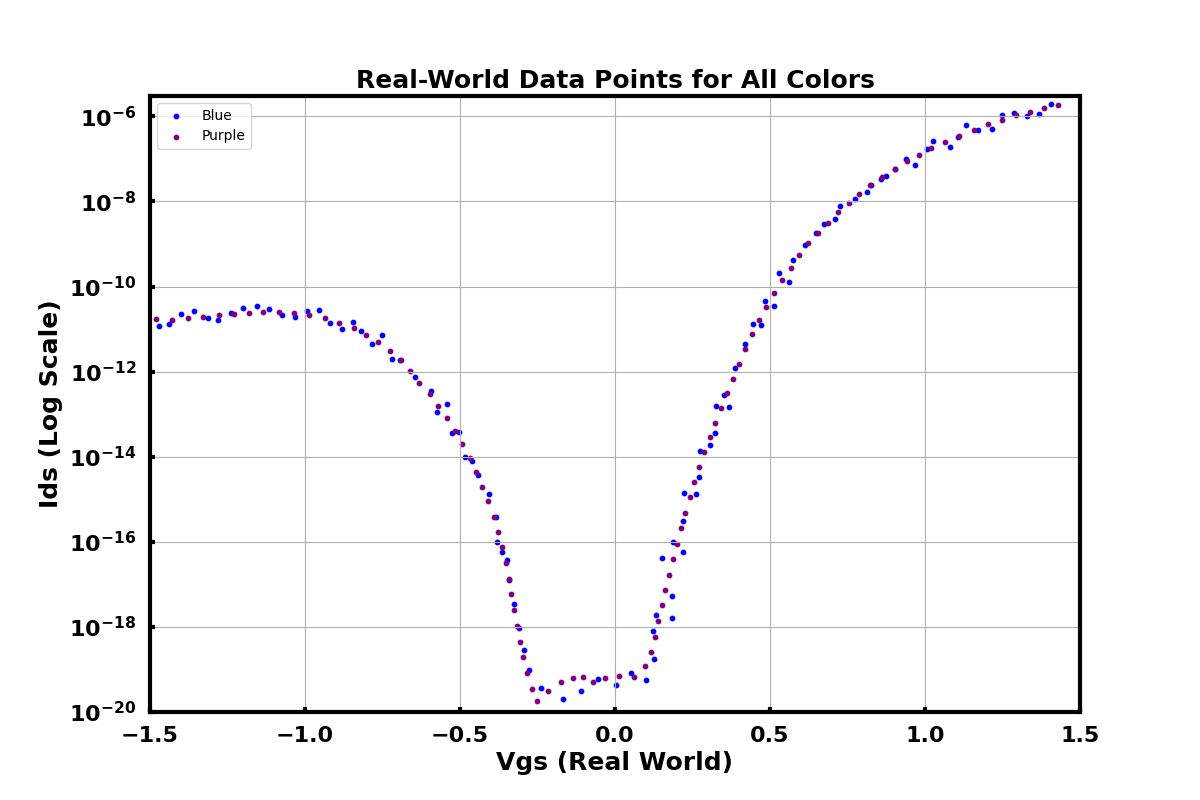 Real-World Data Points for All Colors
Blue
Purple
10⁻⁶
10⁻⁸
10⁻¹⁰
10⁻¹²
10⁻¹⁴
10⁻¹⁶
10⁻¹⁸
10⁻²⁰
Ids (Log Scale)
−1.5 −1.0 −0.5 0.0 0.5 1.0 1.5
Vgs (Real World)